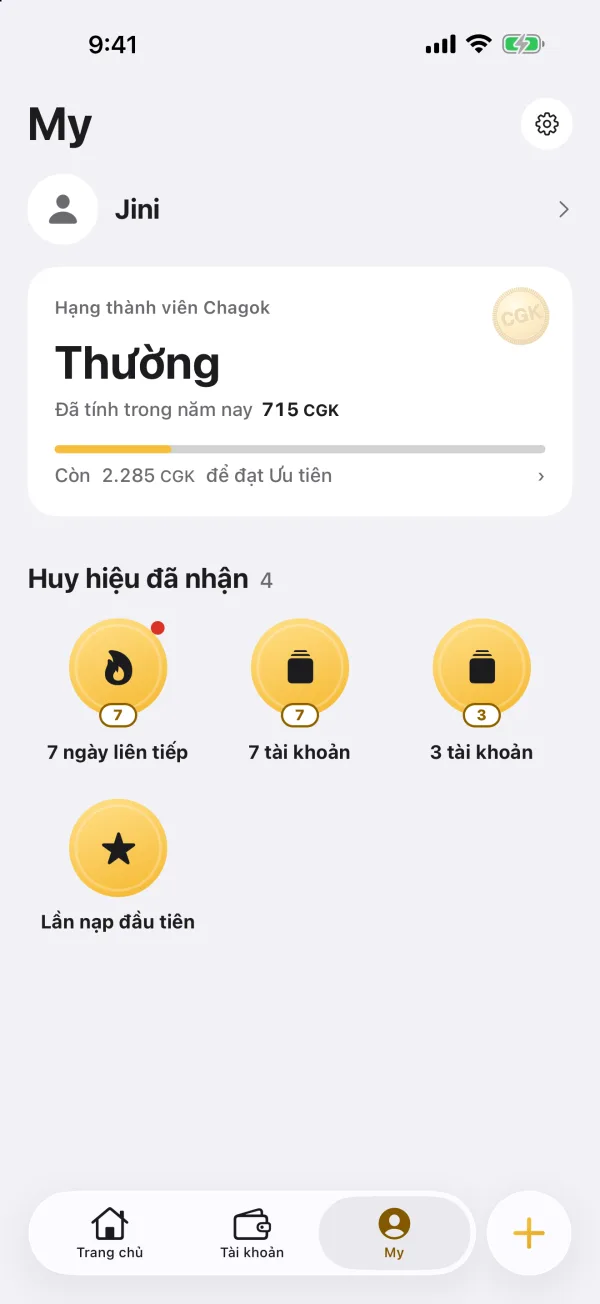 9:41
My
Jini
Hạng thành viên Chagok
CGK
Thường
Đã tính trong năm nay 715 CGK
Còn 2.285 CGK để đạt Ưu tiên
Huy hiệu đã nhận 4
7
7
3
7 ngày liên tiếp
7 tài khoản
3 tài khoản
Lần nạp đầu tiên
Trang chủ
Tài khoản
My